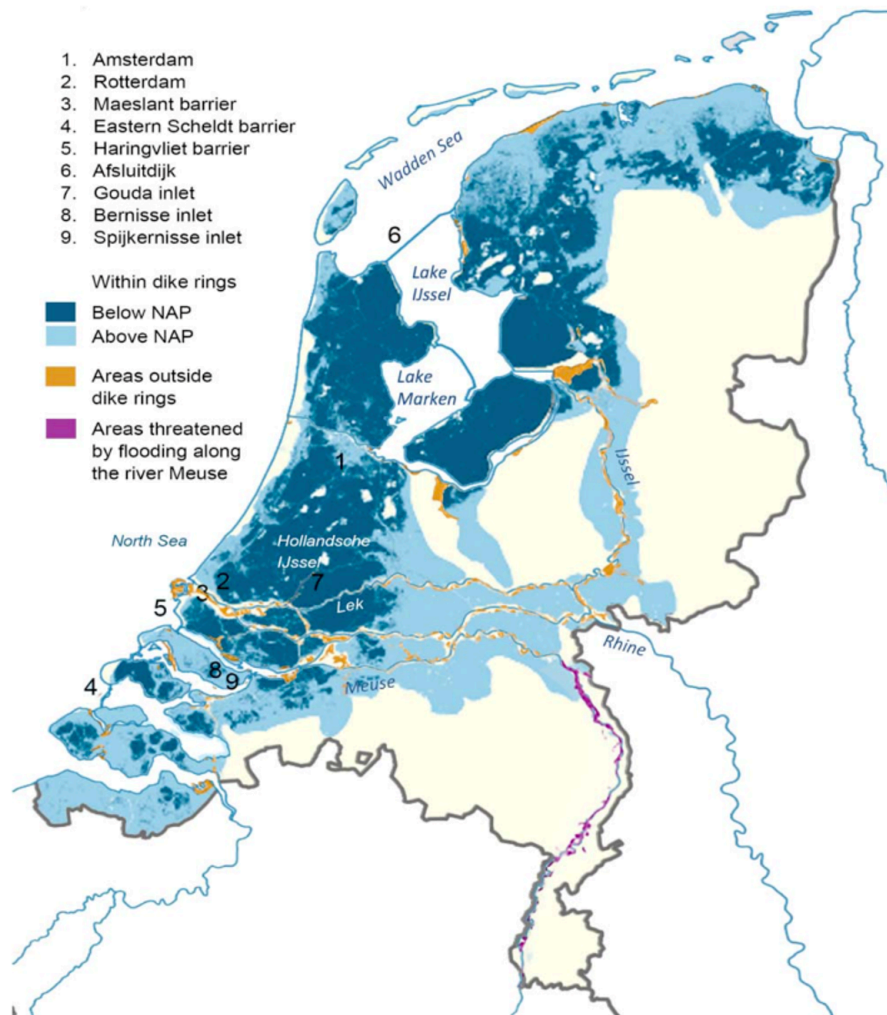 1. Amsterdam
2. Rotterdam
3. Maeslant barrier
4. Eastern Scheldt barrier
5. Haringvliet barrier
6. Afsluitdijk
7. Gouda inlet
8. Bernisse inlet
9. Spijkernisse inlet
Within dike rings
Below NAP
Above NAP
Areas outside
dike rings
Areas threatened
by flooding along
the river Meuse
Wadden Sea
6
Lake
IJssel
Lake
Marken
1
IJssel
North Sea
Hollandsche
IJssel
2
7
3
5
Lek
Rhine
8
9
4
Meuse